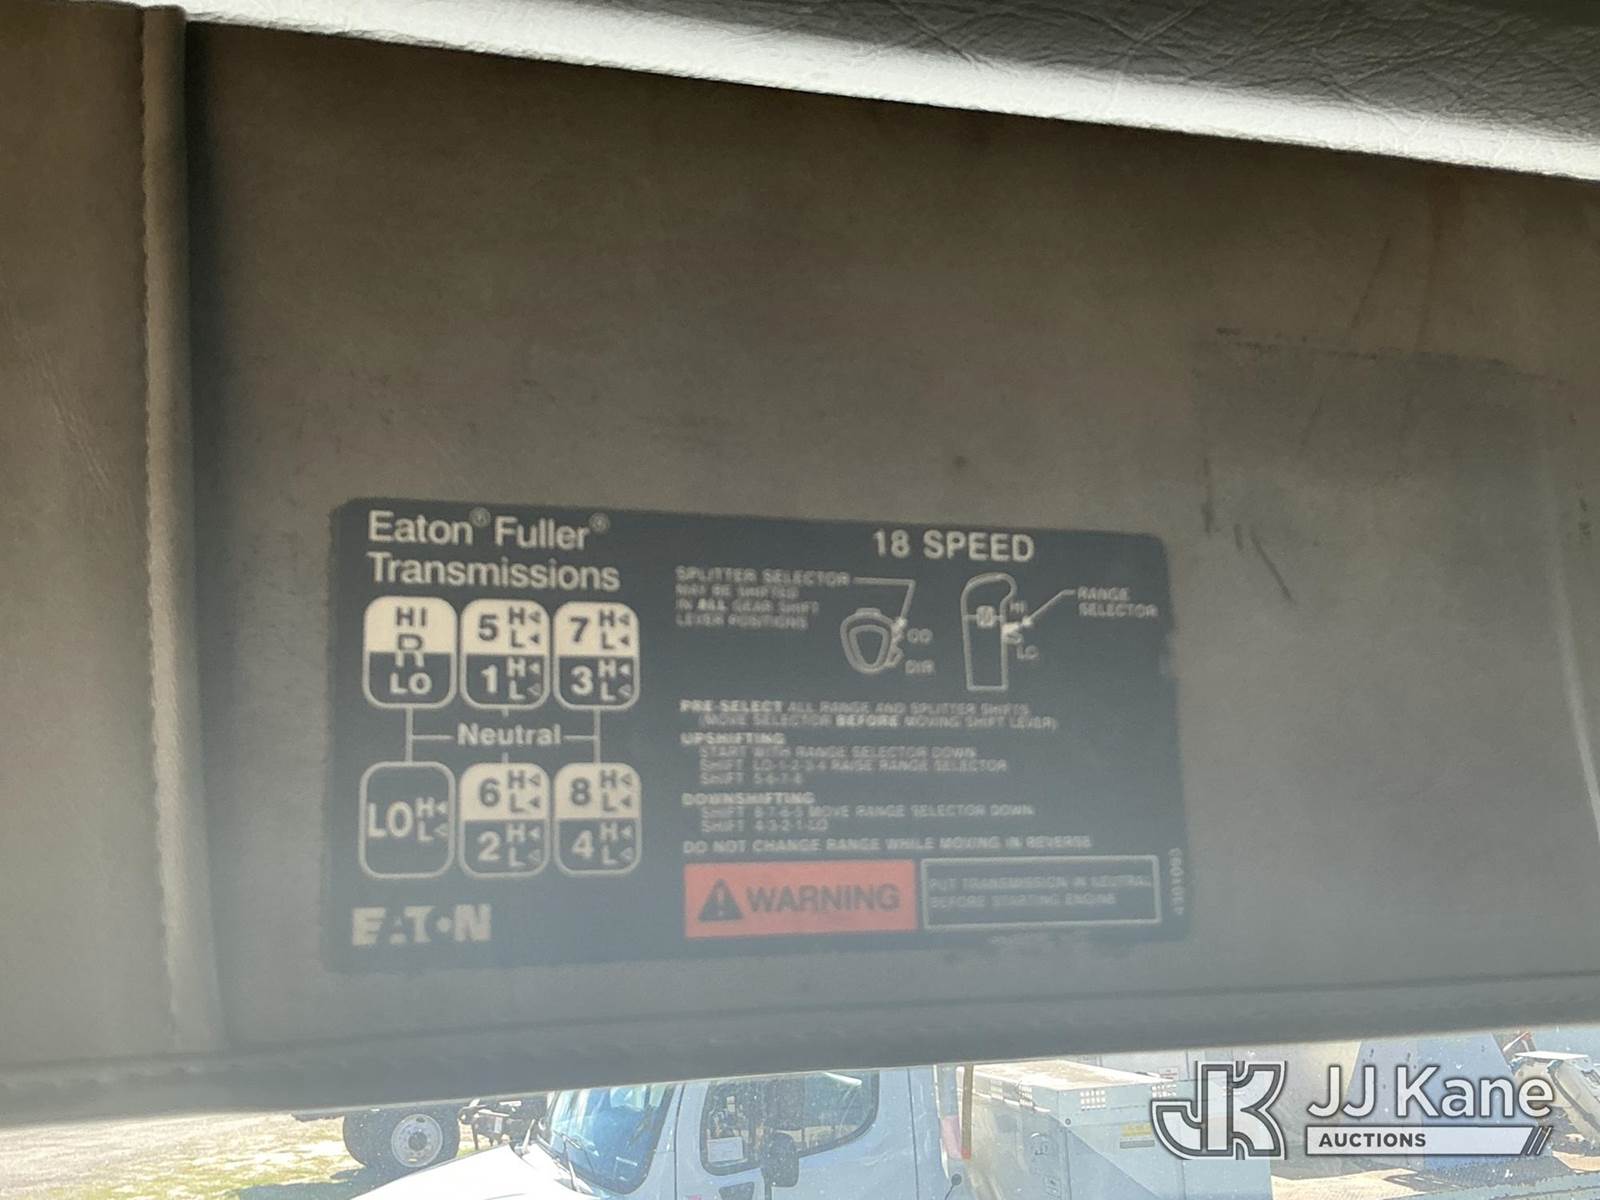 Eaton® Fuller®
Transmissions
18 SPEED
HI
R
LO
5 H L
1 H L
7 H L
3 H L
Neutral
LO H L
6 H L
2 H L
8 H L
4 H L
EATON
SPLITTER SELECTOR
MAY BE SHIFTED
IN ALL GEAR SHIFT
LEVER POSITIONS
OD
DIR
HI
LO
RANGE
SELECTOR
PRE-SELECT ALL RANGE AND SPLITTER SHIFTS
(MOVE SELECTOR BEFORE MOVING SHIFT LEVER)
UPSHIFTING
START WITH RANGE SELECTOR DOWN
SHIFT LO-1-2-3-4 RAISE RANGE SELECTOR
SHIFT 5-6-7-8
DOWNSHIFTING
SHIFT 8-7-6-5 MOVE RANGE SELECTOR DOWN
SHIFT 4-3-2-1-LO
DO NOT CHANGE RANGE WHILE MOVING IN REVERSE
WARNING
PUT TRANSMISSION IN NEUTRAL
BEFORE STARTING ENGINE
4301093
JK
JJ Kane
AUCTIONS